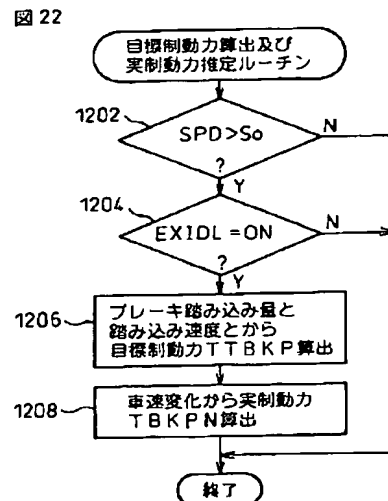 図22
目標制動力算出及び
実制動力推定ルーチン
1202
SPD>So
N
?
Y
1204
EXIDL=ON
N
?
Y
1206
ブレーキ踏み込み量と
踏み込み速度とから
目標制動力TTBKP算出
1208
車速変化から実制動力
TBKPN算出
終了